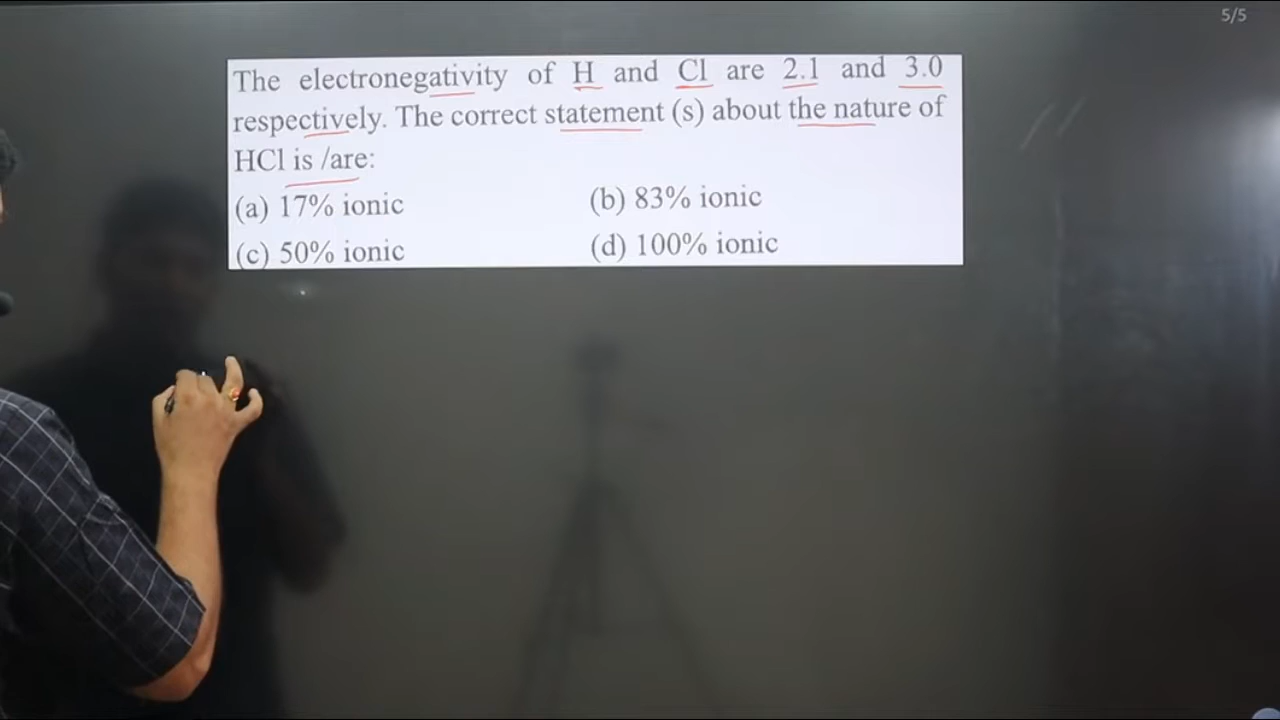 5/5
The electronegativity of H and Cl are 2.1 and 3.0
respectively. The correct statement (s) about the nature of
HCl is /are:
(a) 17% ionic (b) 83% ionic
(c) 50% ionic (d) 100% ionic